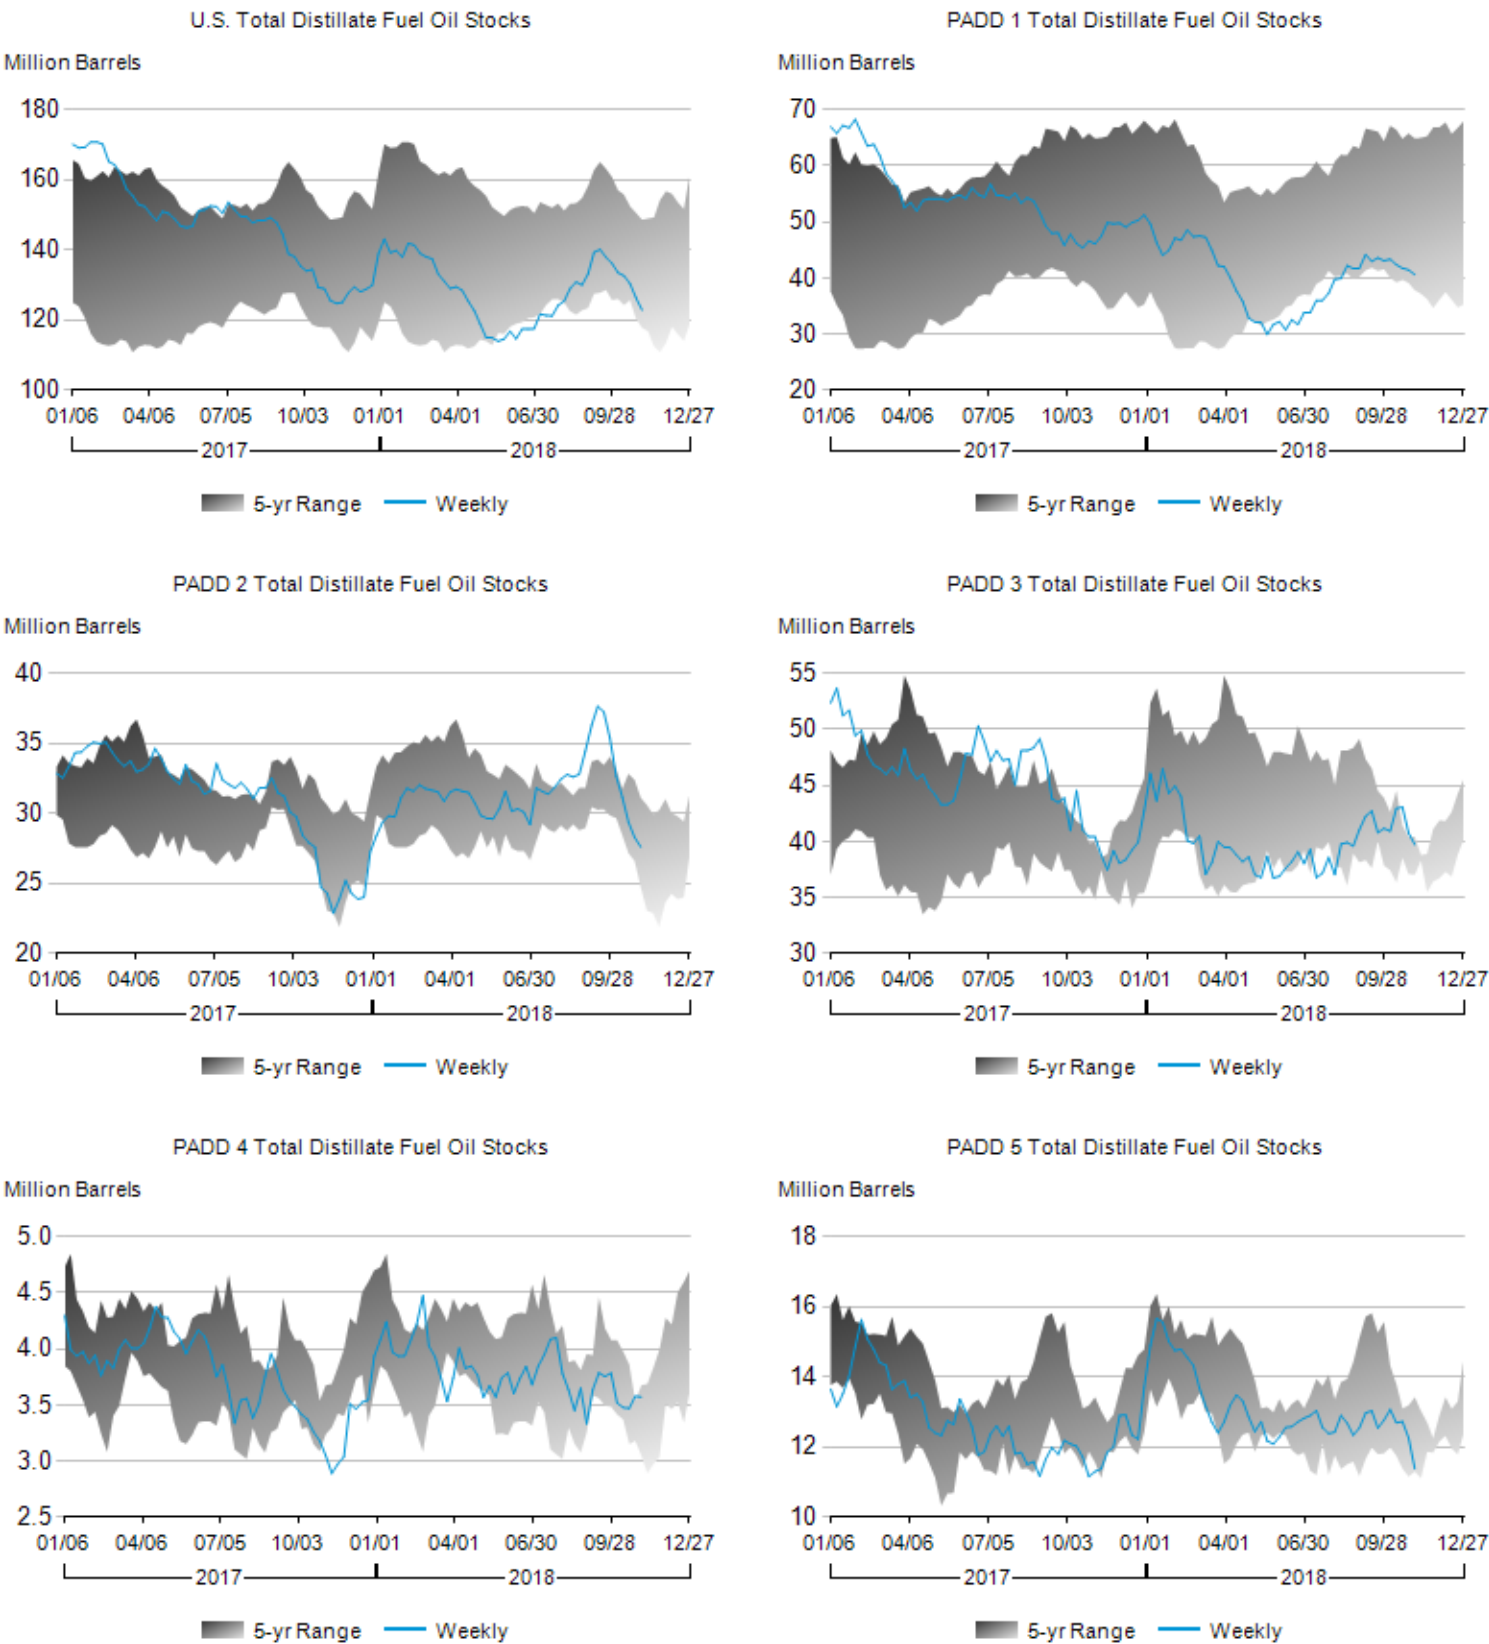 U.S. Total Distillate Fuel Oil Stocks
Million Barrels
180
160
140
120
100
01/06 04/06 07/05 10/03 01/01 04/01 06/30 09/28 12/27
2017 2018
5-yr Range Weekly
PADD 1 Total Distillate Fuel Oil Stocks
Million Barrels
70
60
50
40
30
20
01/06 04/06 07/05 10/03 01/01 04/01 06/30 09/28 12/27
2017 2018
5-yr Range Weekly
PADD 2 Total Distillate Fuel Oil Stocks
Million Barrels
40
35
30
25
20
01/06 04/06 07/05 10/03 01/01 04/01 06/30 09/28 12/27
2017 2018
5-yr Range Weekly
PADD 3 Total Distillate Fuel Oil Stocks
Million Barrels
55
50
45
40
35
30
01/06 04/06 07/05 10/03 01/01 04/01 06/30 09/28 12/27
2017 2018
5-yr Range Weekly
PADD 4 Total Distillate Fuel Oil Stocks
Million Barrels
5.0
4.5
4.0
3.5
3.0
2.5
01/06 04/06 07/05 10/03 01/01 04/01 06/30 09/28 12/27
2017 2018
5-yr Range Weekly
PADD 5 Total Distillate Fuel Oil Stocks
Million Barrels
18
16
14
12
10
01/06 04/06 07/05 10/03 01/01 04/01 06/30 09/28 12/27
2017 2018
5-yr Range Weekly